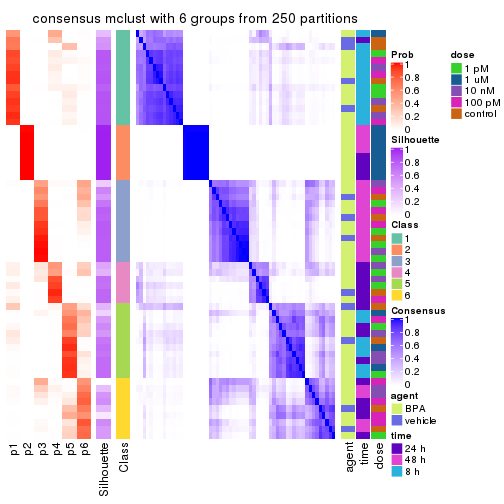 consensus mclust with 6 groups from 250 partitions
Prob
1
0.8
0.6
0.4
0.2
0
dose
1 pM
1 uM
10 nM
100 pM
control
Silhouette
1
0.8
0.6
0.4
0.2
0
Class
1
2
3
4
5
6
Consensus
1
0.8
0.6
0.4
0.2
0
agent
BPA
vehicle
time
24 h
48 h
8 h
p1
p2
p3
p4
p5
p6
Silhouette
Class
agent
time
dose